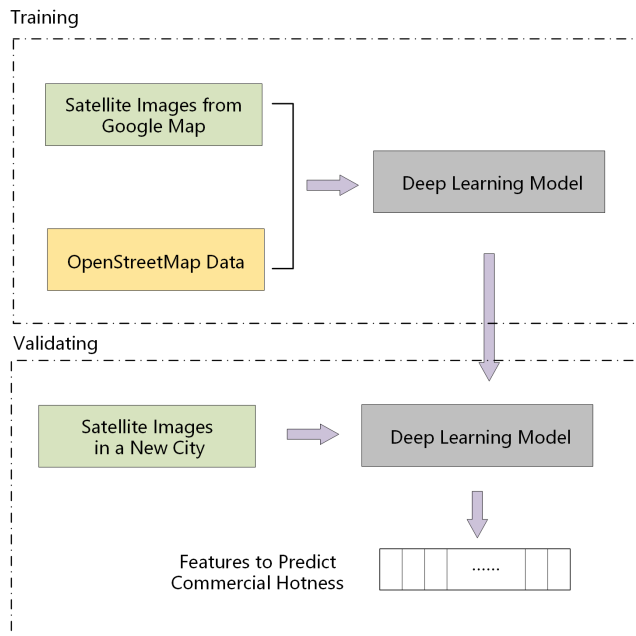 Training
Satellite Images from
Google Map
Deep Learning Model
OpenStreetMap Data
Validating
Satellite Images
in a New City
Deep Learning Model
Features to Predict
Commercial Hotness
......